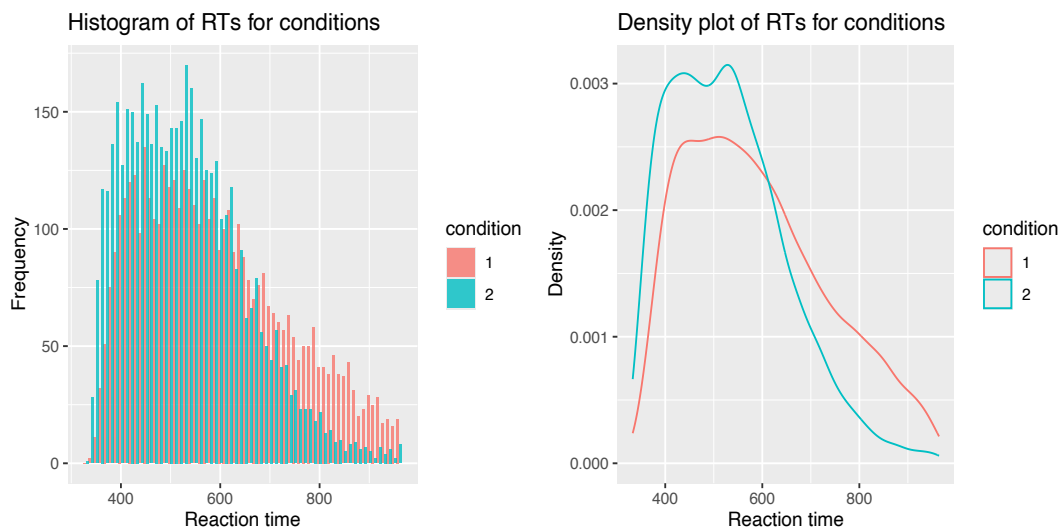 Histogram of RTs for conditions
150
100
50
0
Frequency
400
600
800
Reaction time
condition
1
2
Density plot of RTs for conditions
0.003
0.002
0.001
0.000
Density
400
600
800
Reaction time
condition
1
2